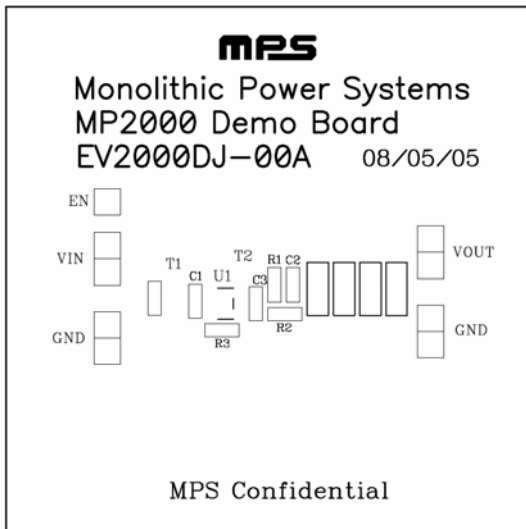 mps
Monolithic Power Systems
MP2000 Demo Board
EV2000DJ-00A 08/05/05
EN
VIN
T1
C1
U1
T2
C3
R1
C2
VOUT
GND
R3
R2
GND
MPS Confidential